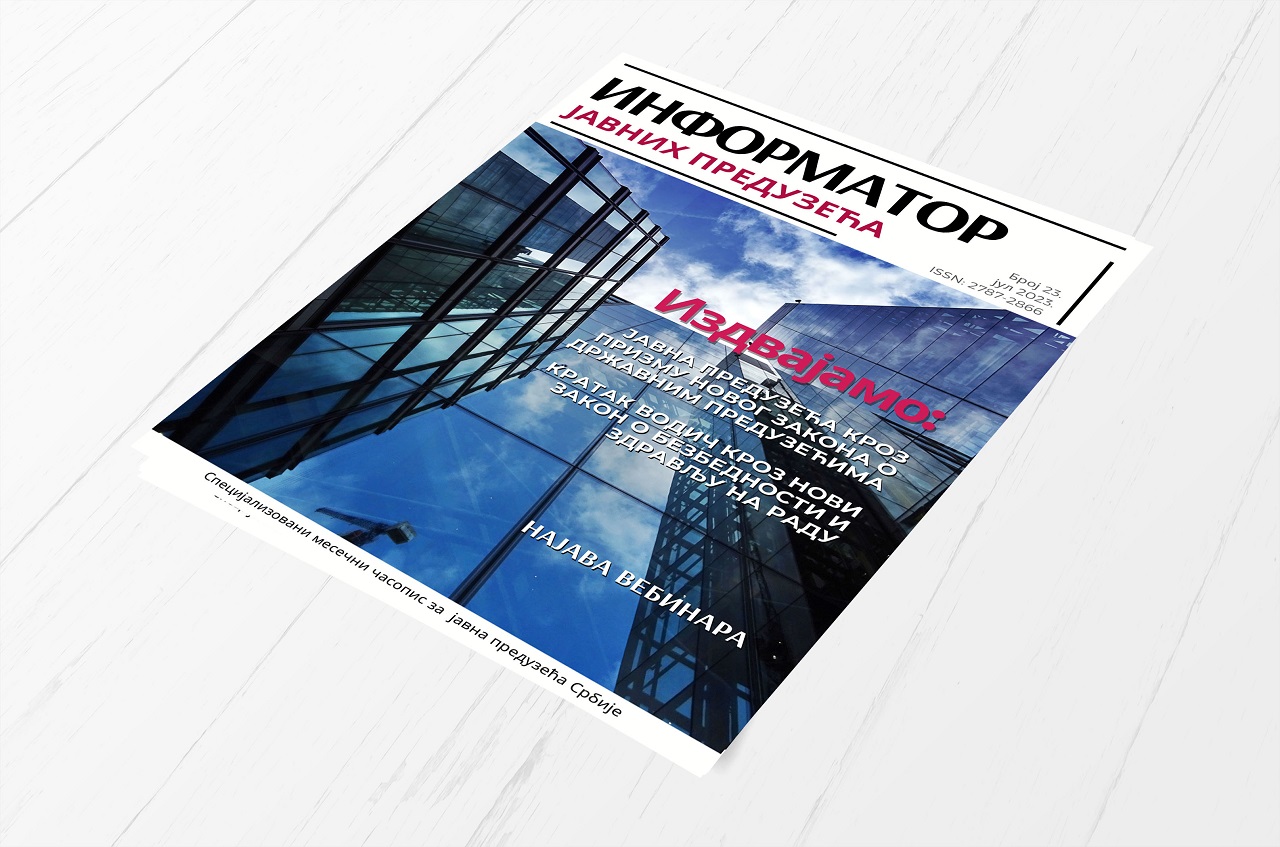 ИНФОРМАТОР
ЈАВНИХ ПРЕДУЗЕЋА
Број 23.
јул 2023.
ISSN: 2787-2866
Издвајамо:
ЈАВНА ПРЕДУЗЕЋА КРОЗ
ПРИЗМУ НОВОГ ЗАКОНА О
ДРЖАВНИМ ПРЕДУЗЕЋИМА
КРАТАК ВОДИЧ КРОЗ НОВИ
ЗАКОН О БЕЗБЕДНОСТИ И
ЗДРАВЉУ НА РАДУ
НАЈАВА ВЕБИНАРА
Специјализовани месечни часопис за јавна предузећа Србије